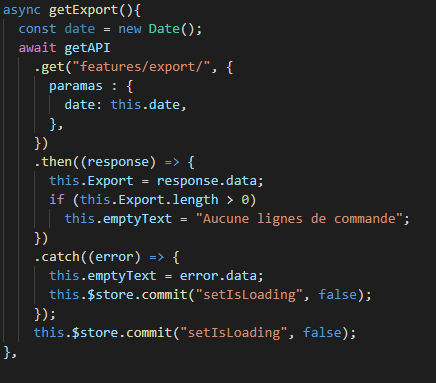 async getExport(){
const date = new Date();
await getAPI
.get("features/export/", {
paramas : {
date: this.date,
},
})
.then((response) => {
this.Export = response.data;
if (this.Export.length > 0)
this.emptyText = "Aucune lignes de commande";
})
.catch((error) => {
this.emptyText = error.data;
this.$store.commit("setIsLoading", false);
});
this.$store.commit("setIsLoading", false);
},